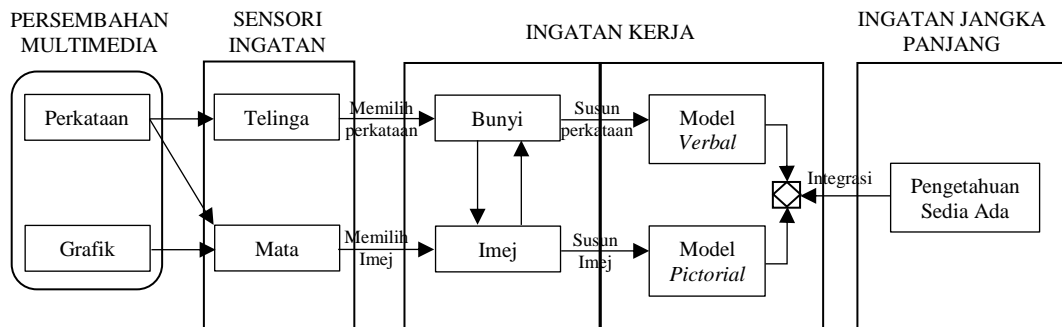 PERSEMBAHAN
MULTIMEDIA
SENSORI
INGATAN
INGATAN KERJA
INGATAN JANGKA
PANJANG
Perkataan
Telinga
Memilih
perkataan
Bunyi
Susun
perkataan
Model
Verbal
Integrasi
Pengetahuan
Sedia Ada
Grafik
Mata
Memilih
Imej
Imej
Susun
Imej
Model
Pictorial